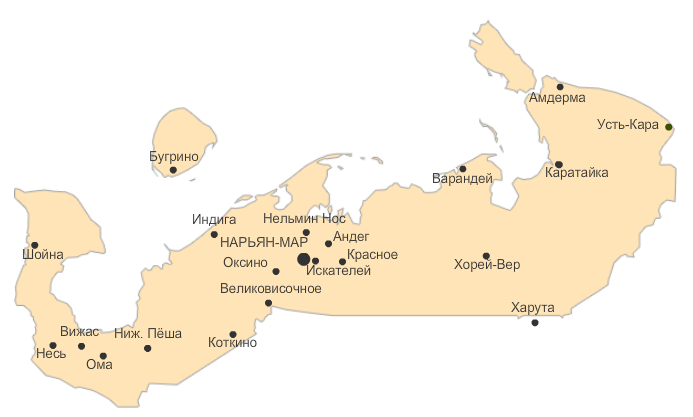 Амдерма
Усть-Кара
Бугрино
Каратайка
Варандей
Индига
Нельмин Нос
НАРЬЯН-МАР
Андег
Шойна
Красное
Оксино
Искателей
Хорей-Вер
Великовисочное
Харута
Вижас
Ниж. Пёша
Коткино
Несь
Ома